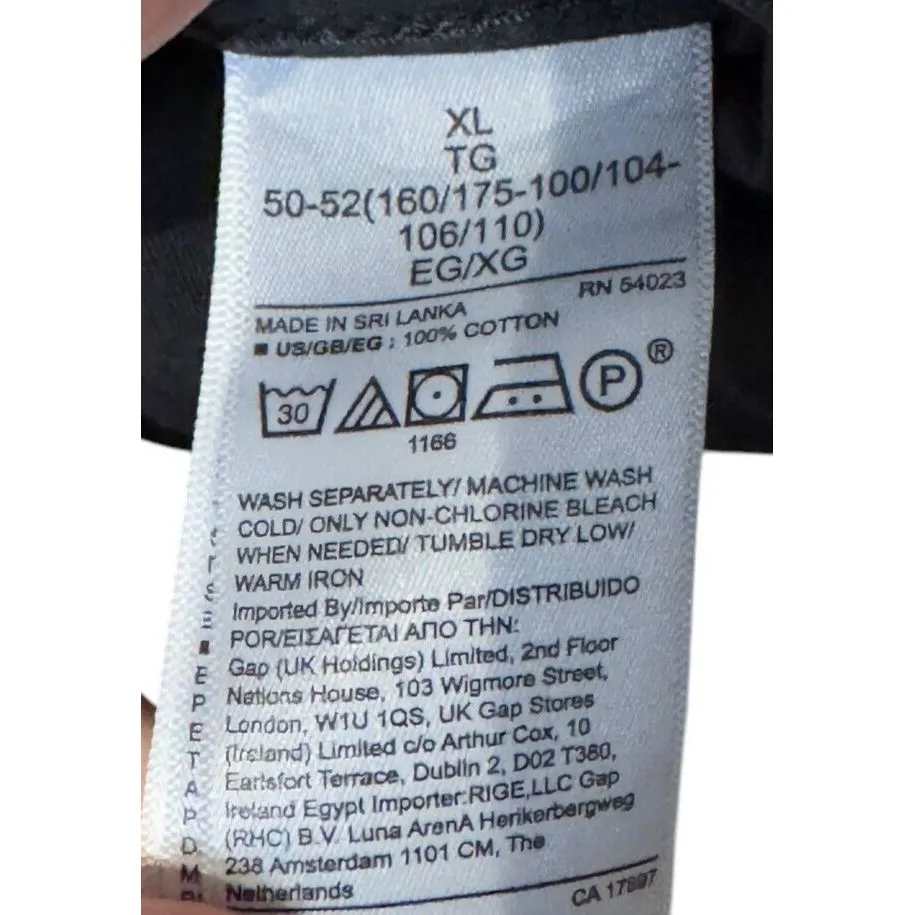 XL
TG
50-52(160/175-100/104-
106/110)
EG/XG
RN 54023
MADE IN SRI LANKA
US/GB/EG : 100% COTTON
30
P ®
1166
WASH SEPARATELY/ MACHINE WASH
COLD/ ONLY NON-CHLORINE BLEACH
WHEN NEEDED/ TUMBLE DRY LOW/
WARM IRON
Imported By/Importe Par/DISTRIBUIDO
POR/ΕΙΣΑΓΕΤΑΙ ΑΠΟ ΤΗΝ:
Gap (UK Holdings) Limited, 2nd Floor
Nations House, 103 Wigmore Street,
London, W1U 1QS, UK Gap Stores
(Ireland) Limited c/o Arthur Cox, 10
Earlsfort Terrace, Dublin 2, D02 T380,
Ireland Egypt Importer:RIGE,LLC Gap
(RHC) B.V. Luna ArenA Herikerbergweg
238 Amsterdam 1101 CM, The
Netherlands
CA
E
P
E
T
A
P
D
M